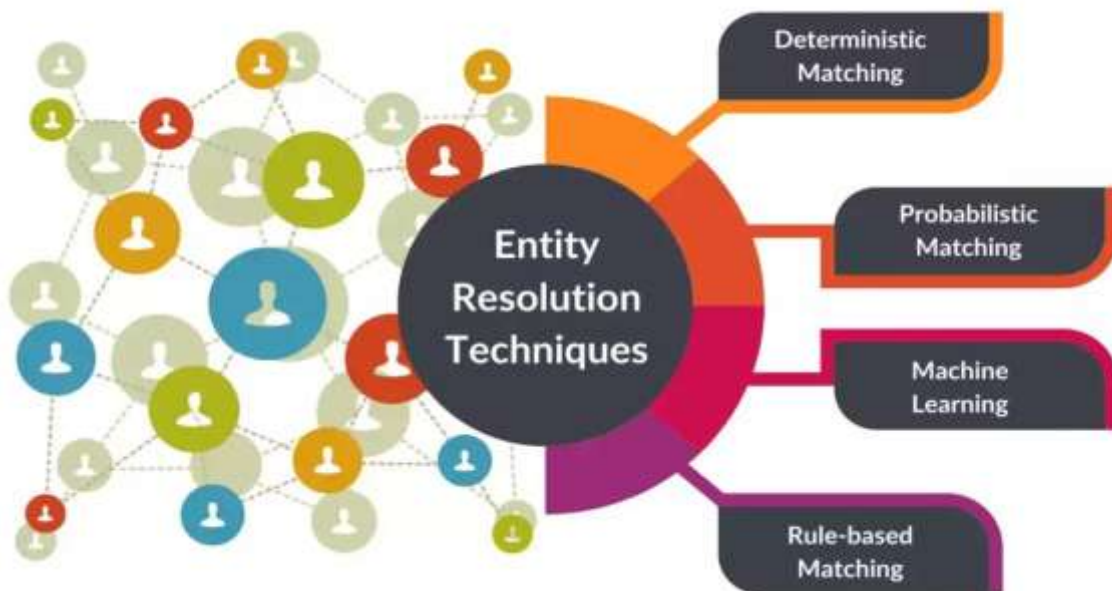 Entity
Resolution
Techniques
Deterministic
Matching
Probabilistic
Matching
Machine
Learning
Rule-based
Matching